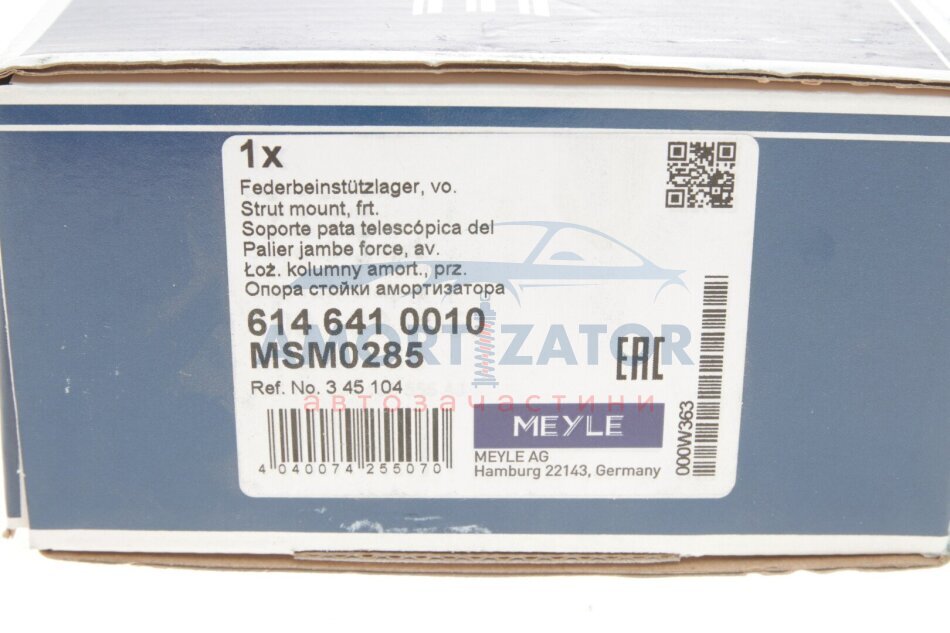 1x
Federbeinstützlager, vo.
Strut mount, frt.
Soporte pata telescópica del
Palier jambe force, av.
Łoż. kolumny amort., prz.
Опора стойки амортизатора
614 641 0010
MSM0285
AMORTIZATOR
EAC
Ref. No. 3 45 104
автозапчастини
MEYLE
4 040074 255070
MEYLE AG
Hamburg 22143, Germany
000W363